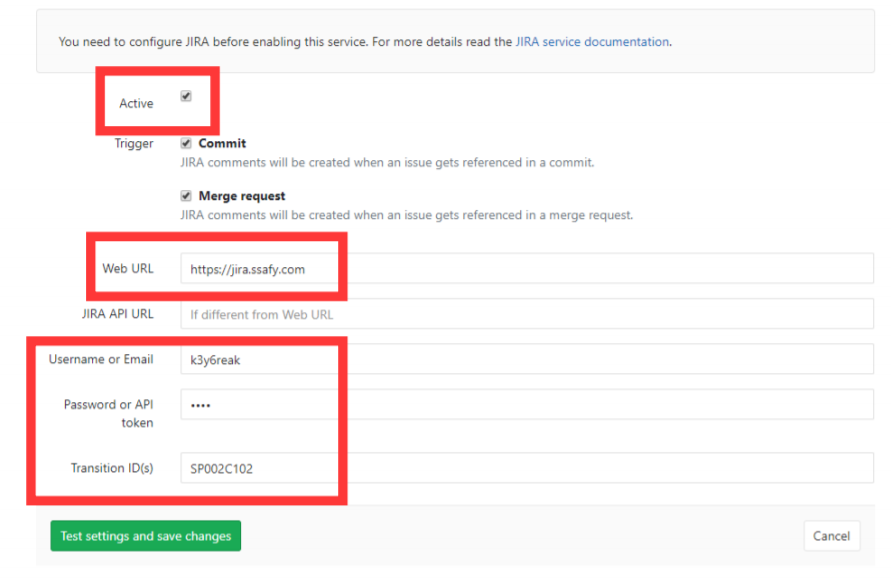 You need to configure JIRA before enabling this service. For more details read the JIRA service documentation.
Active
Trigger
Commit
JIRA comments will be created when an issue gets referenced in a commit.
Merge request
JIRA comments will be created when an issue gets referenced in a merge request.
Web URL
https://jira.ssafy.com
JIRA API URL
If different from Web URL
Username or Email
k3y6reak
Password or API
token
••••
Transition ID(s)
SP002C102
Test settings and save changes
Cancel